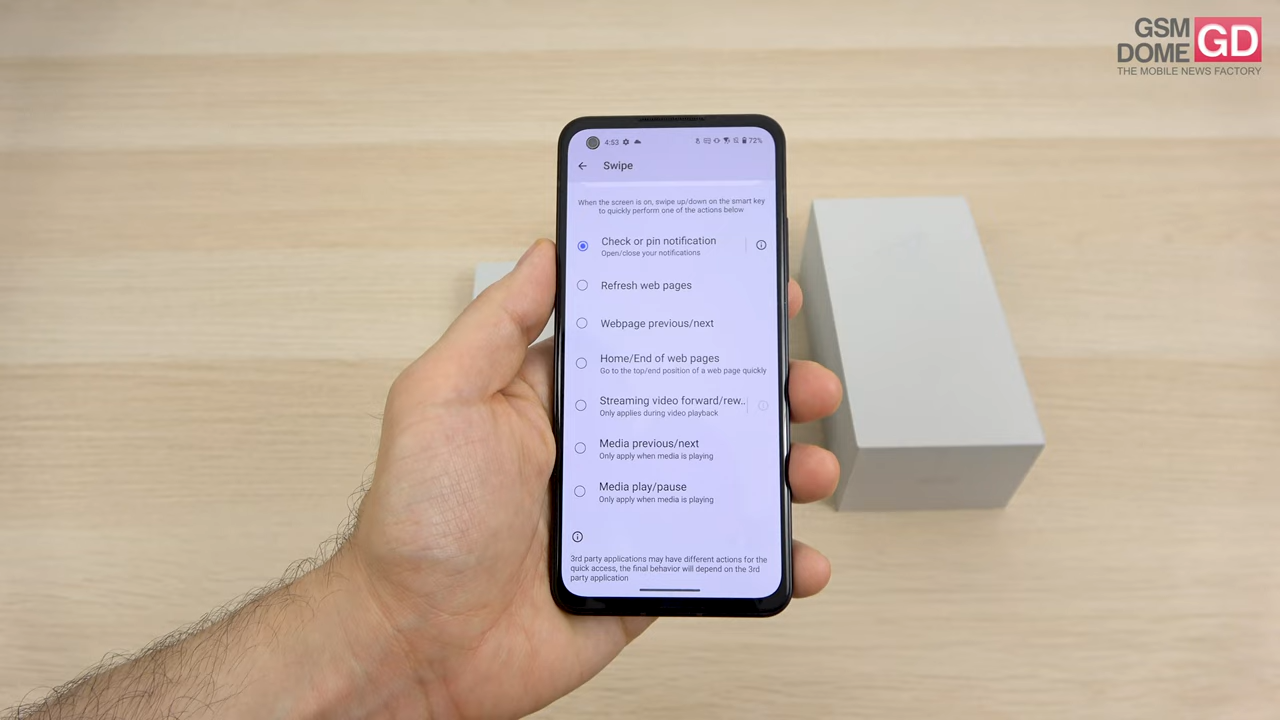 GSM
DOME GD
THE MOBILE NEWS FACTORY
4:53 72%
Swipe
When the screen is on, swipe up/down on the smart key
to quickly perform one of the actions below
Check or pin notification
Open/close your notifications
Refresh web pages
Webpage previous/next
Home/End of web pages
Go to the top/end position of a web page quickly
Streaming video forward/rew..
Only applies during video playback
Media previous/next
Only apply when media is playing
Media play/pause
Only apply when media is playing
3rd party applications may have different actions for the
quick access, the final behavior will depend on the 3rd
party application